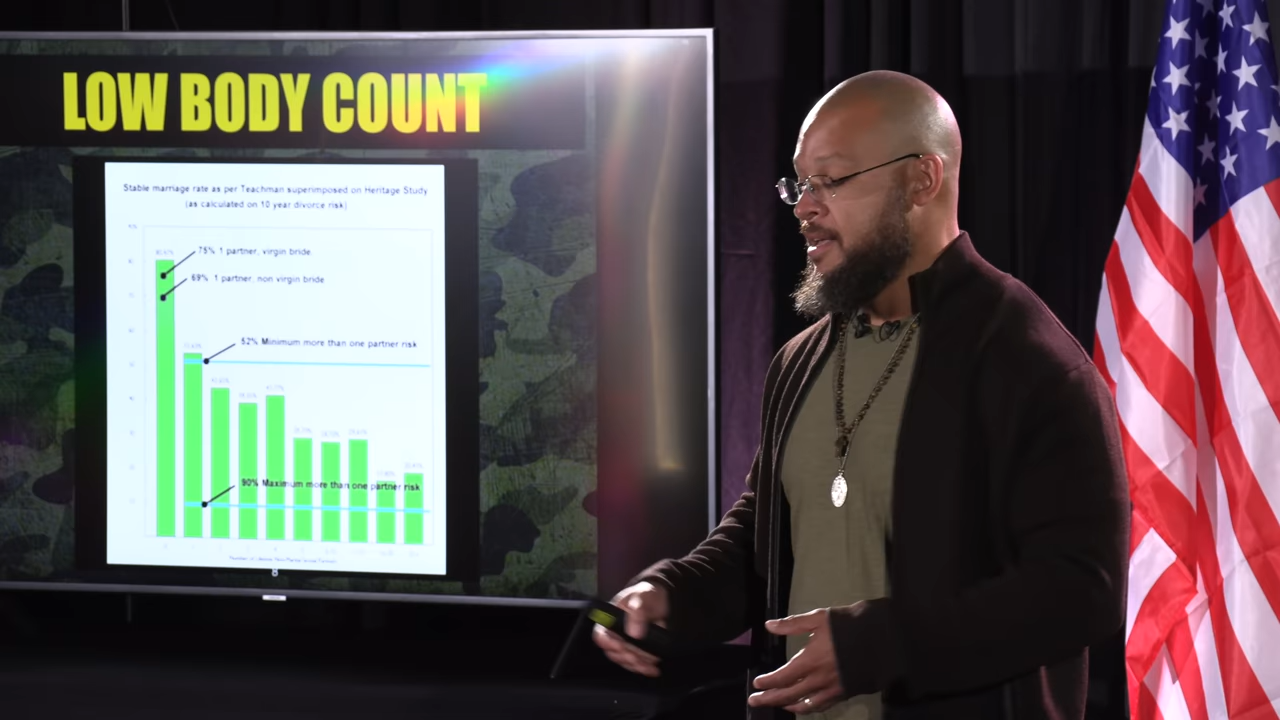 LOW BODY COUNT
Stable marriage rate as per Teachman superimposed on Heritage Study
(as calculated on 10 year divorce risk)
75% 1 partner, virgin bride
69% 1 partner, non virgin bride
52% Minimum more than one partner risk
90% Maximum more than one partner risk